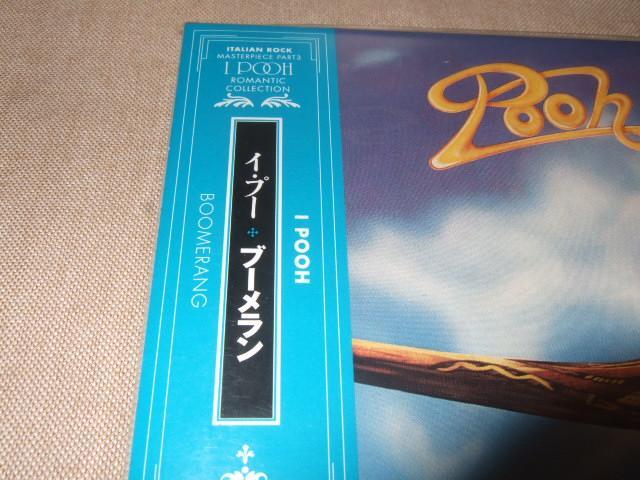 ITALIAN ROCK
MASTERPIECE PART3
I POOH
ROMANTIC
COLLECTION
イ・プー ブーメラン
I POOH
BOOMERANG
Pooh